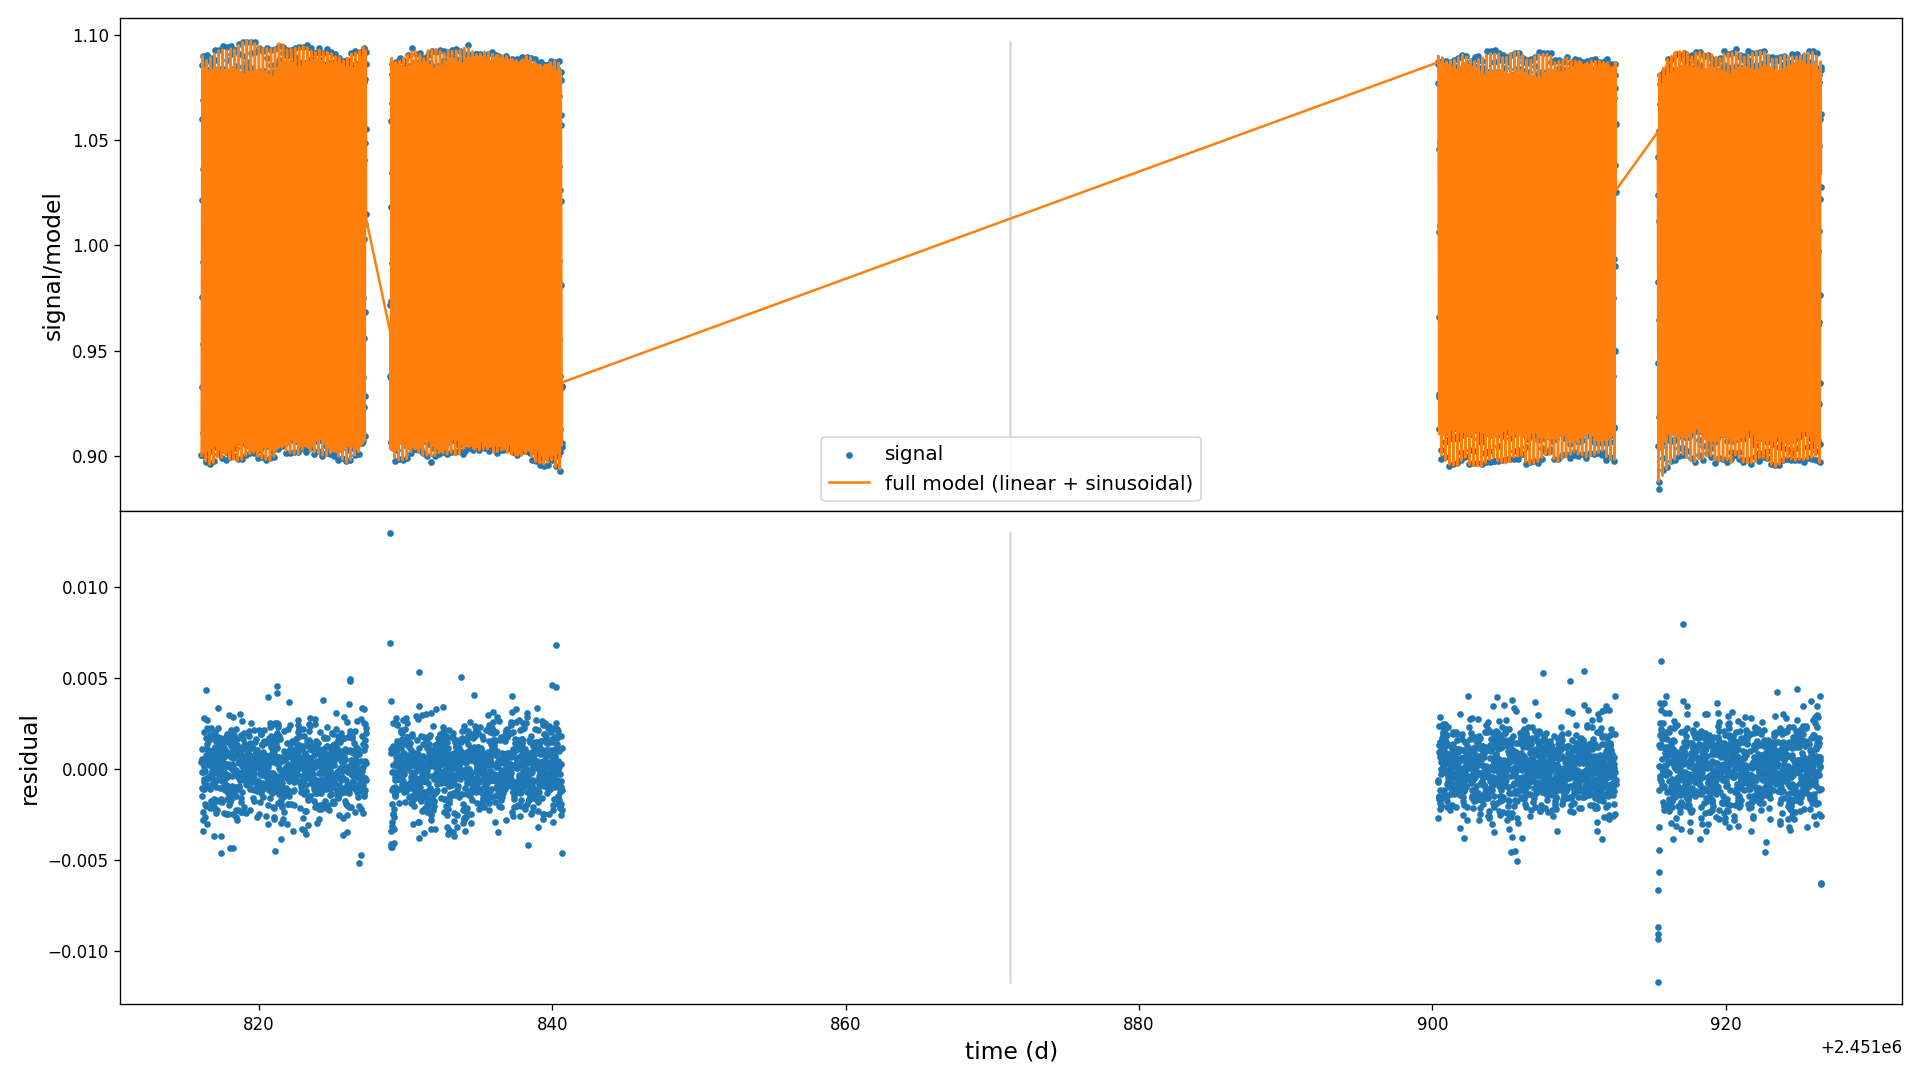 1.10
1.05
1.00
0.95
0.90
signal/model
signal
full model (linear + sinusoidal)
0.010
0.005
0.000
−0.005
−0.010
residual
820 840 860 880 900 920
time (d)
+2.451e6